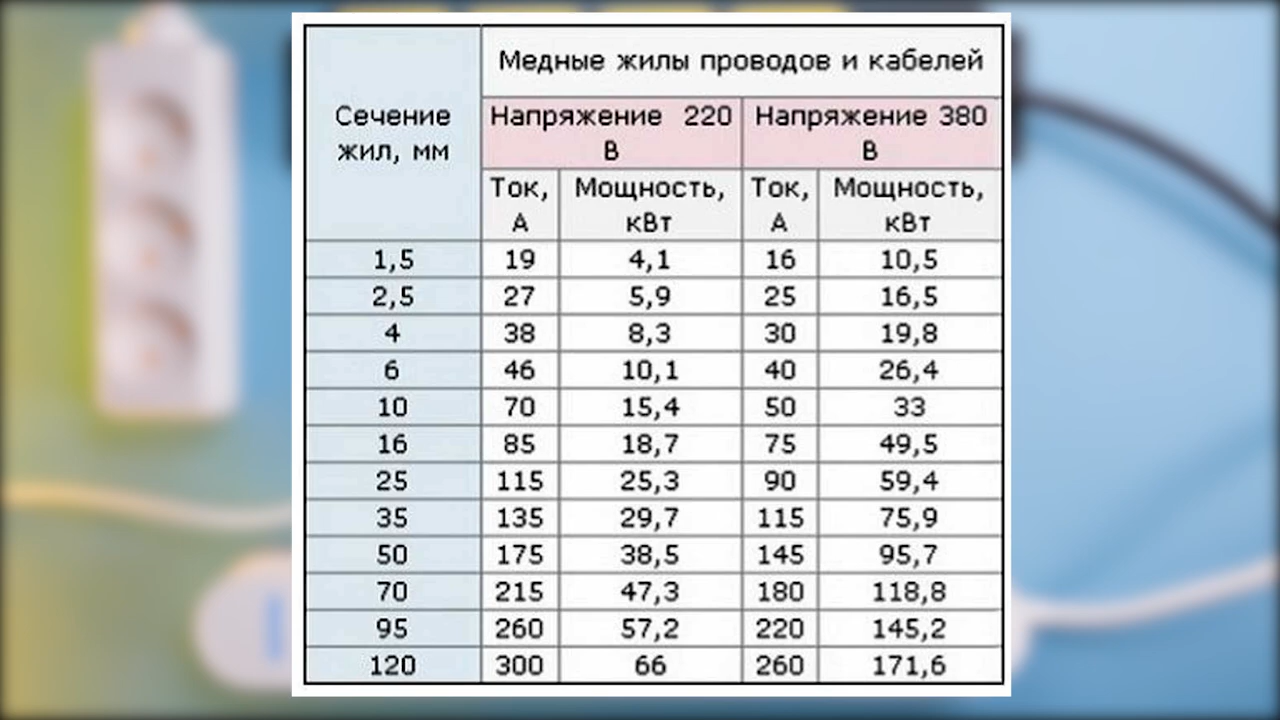 Медные жилы проводов и кабелей
Сечение жил, мм
Напряжение 220 В
Напряжение 380 В
Ток, А
Мощность, кВт
Ток, А
Мощность, кВт
1,5 19 4,1 16 10,5
2,5 27 5,9 25 16,5
4 38 8,3 30 19,8
6 46 10,1 40 26,4
10 70 15,4 50 33
16 85 18,7 75 49,5
25 115 25,3 90 59,4
35 135 29,7 115 75,9
50 175 38,5 145 95,7
70 215 47,3 180 118,8
95 260 57,2 220 145,2
120 300 66 260 171,6